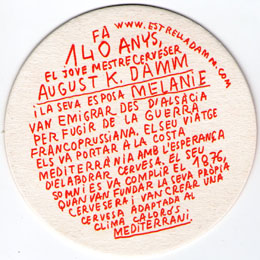 FA
WWW.ESTRELLADAMM.COM
140 ANYS,
EL JOVE MESTRE CERVESER
AUGUST K. DAMM
I LA SEVA ESPOSA MELANIE
VAN EMIGRAR DES D'ALSÀCIA
PER FUGIR DE LA GUERRA
FRANCOPRUSSIANA. EL SEU VIATGE
ELS VA PORTAR A LA COSTA
MEDITERRÀNIA AMB L'ESPERANÇA
D'ELABORAR CERVESA. EL SEU
SOMNI ES VA COMPLIR EL 1876,
QUAN VAN FUNDAR LA SEVA PRÒPIA
CERVESERA I VAN CREAR UNA
CERVESA ADAPTADA AL
CLIMA CALORÓS
MEDITERRANI.